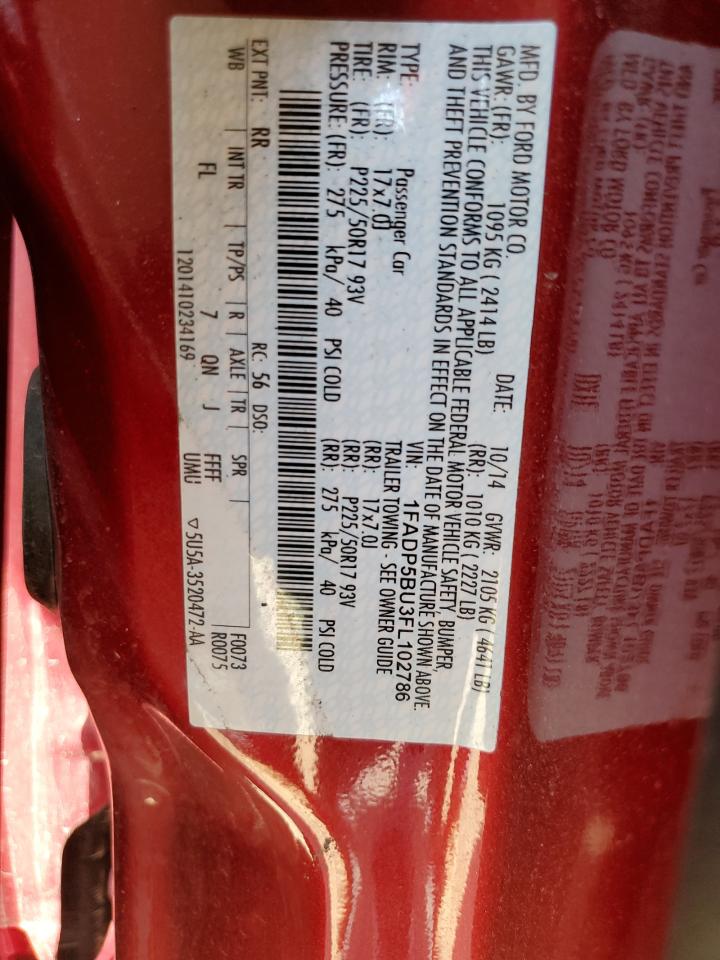 MFD. BY FORD MOTOR CO.
DATE: 10/14 GVWR: 2105 KG ( 4641 LB)
GAWR: (FR): 1095 KG ( 2414 LB) (RR): 1010 KG ( 2227 LB)
THIS VEHICLE CONFORMS TO ALL APPLICABLE FEDERAL MOTOR VEHICLE SAFETY, BUMPER,
AND THEFT PREVENTION STANDARDS IN EFFECT ON THE DATE OF MANUFACTURE SHOWN ABOVE.
VIN: 1FADP5BU3FL102786
TYPE: Passenger Car TRAILER TOWING - SEE OWNER GUIDE
RIM: (FR): 17x7.0J (RR): 17x7.0J
TIRE: (FR): P225/50R17 93V (RR): P225/50R17 93V
PRESSURE: (FR): 275 kPa/ 40 PSI COLD (RR): 275 kPa/ 40 PSI COLD
EXT PNT: RR RC: 56 DSO: F0073
WB | INT TR | TP/PS | R | AXLE | TR | SPR R0075
FL 7 QN J FFFF
UMU
1201410234169 ▽5U5A-3520472-AA